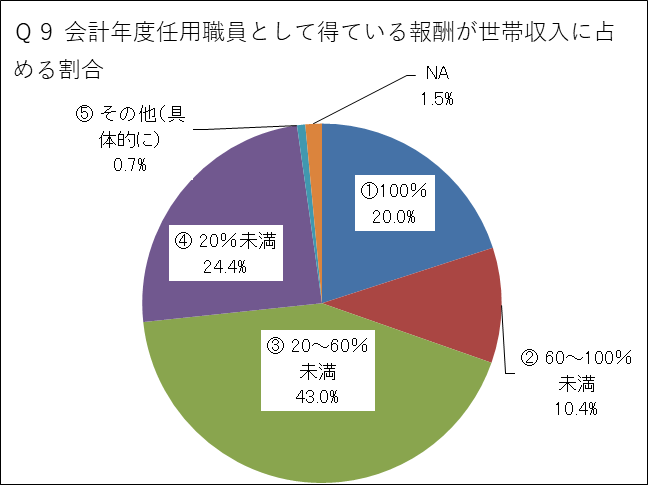 Ｑ９ 会計年度任用職員として得ている報酬が世帯収入に占
める割合
NA
1.5%
⑤ その他（具
体的に）
0.7%
①100％
20.0%
④ 20％未満
24.4%
③ 20～60％
未満
43.0%
② 60～100％
未満
10.4%